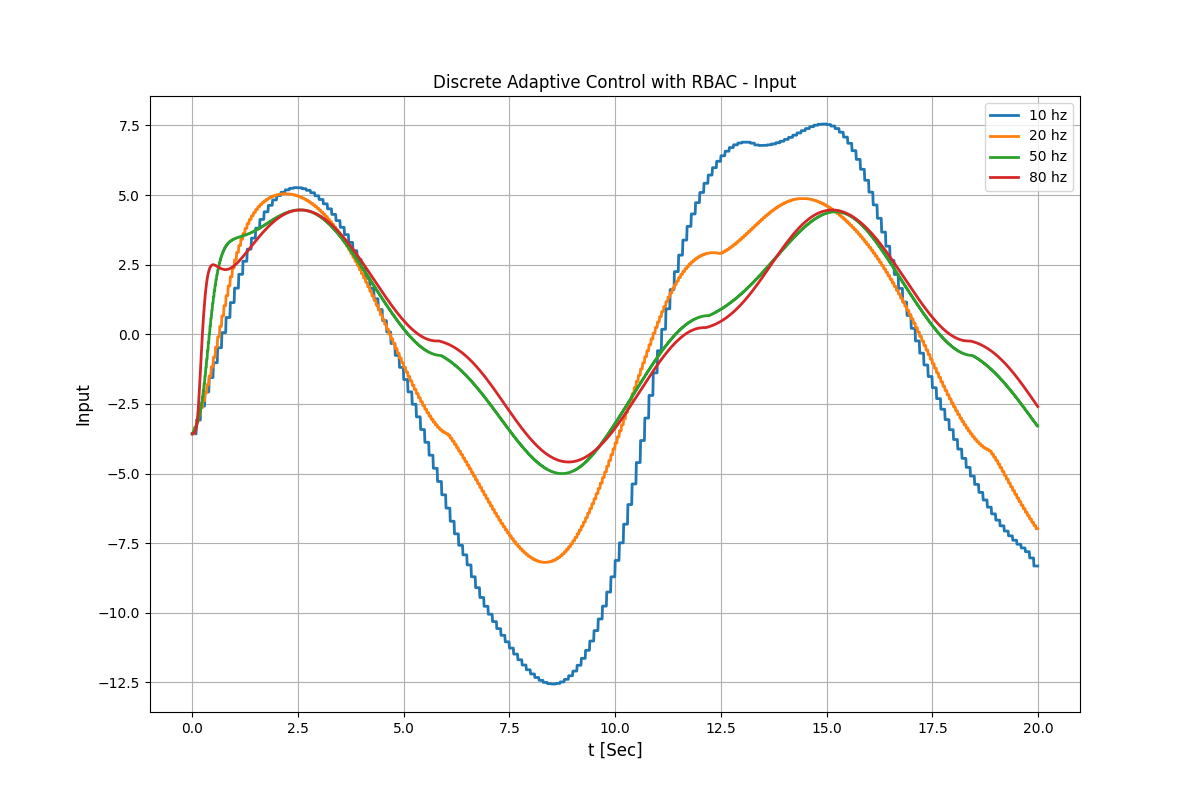 Discrete Adaptive Control with RBAC - Input
10 hz
20 hz
50 hz
80 hz
7.5
5.0
2.5
0.0
−2.5
−5.0
−7.5
−10.0
−12.5
Input
0.0 2.5 5.0 7.5 10.0 12.5 15.0 17.5 20.0
t [Sec]